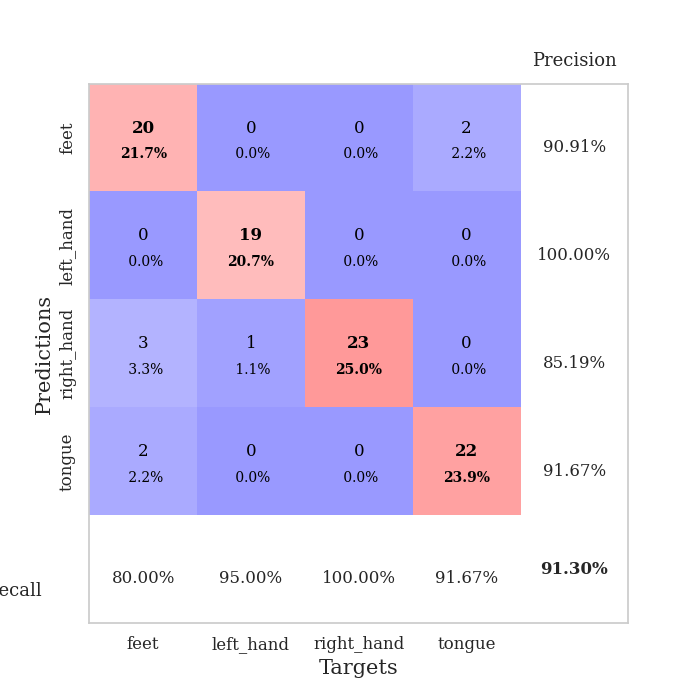 Precision
feet
20 0 0 2
21.7% 0.0% 0.0% 2.2%
90.91%
left_hand
0 19 0 0
0.0% 20.7% 0.0% 0.0%
100.00%
Predictions
right_hand
3 1 23 0
3.3% 1.1% 25.0% 0.0%
85.19%
tongue
2 0 0 22
2.2% 0.0% 0.0% 23.9%
91.67%
ecall
80.00% 95.00% 100.00% 91.67% 91.30%
feet left_hand right_hand tongue
Targets